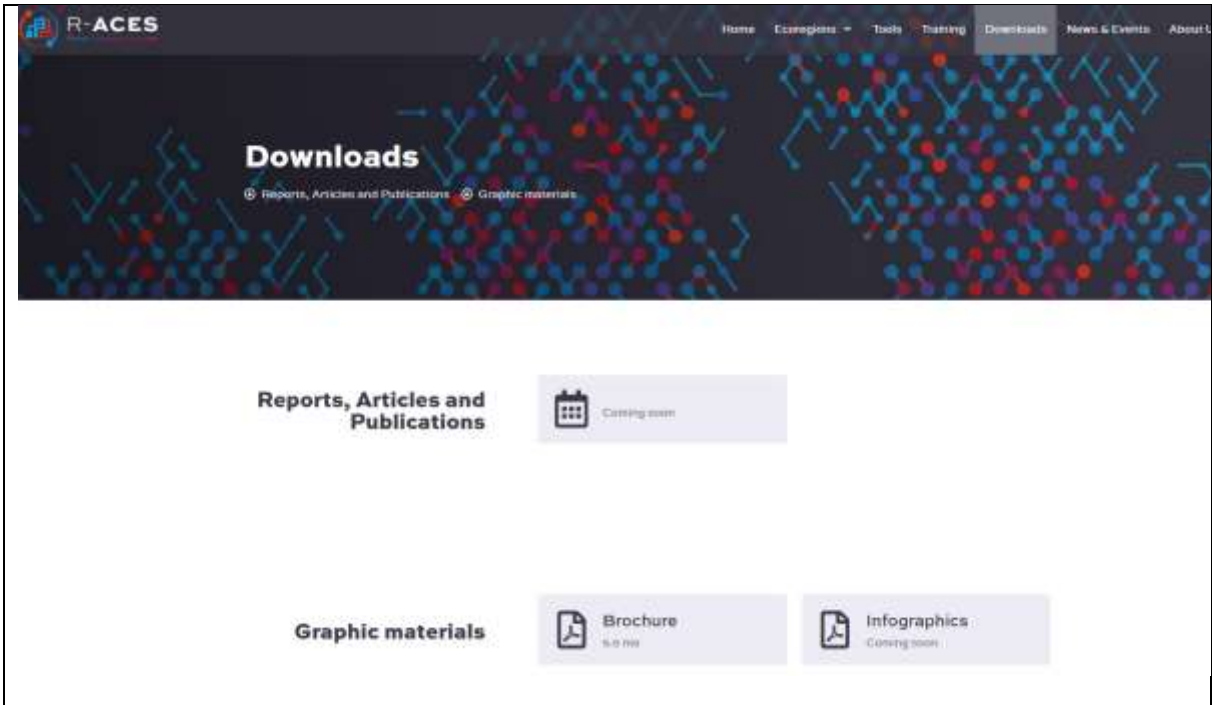 R-ACES
Home Ecoregions Tools Training Downloads News & Events About U
Downloads
Reports, Articles and Publications Graphic materials
Reports, Articles and
Publications
Coming soon
Graphic materials
Brochure
Infographics
Coming soon